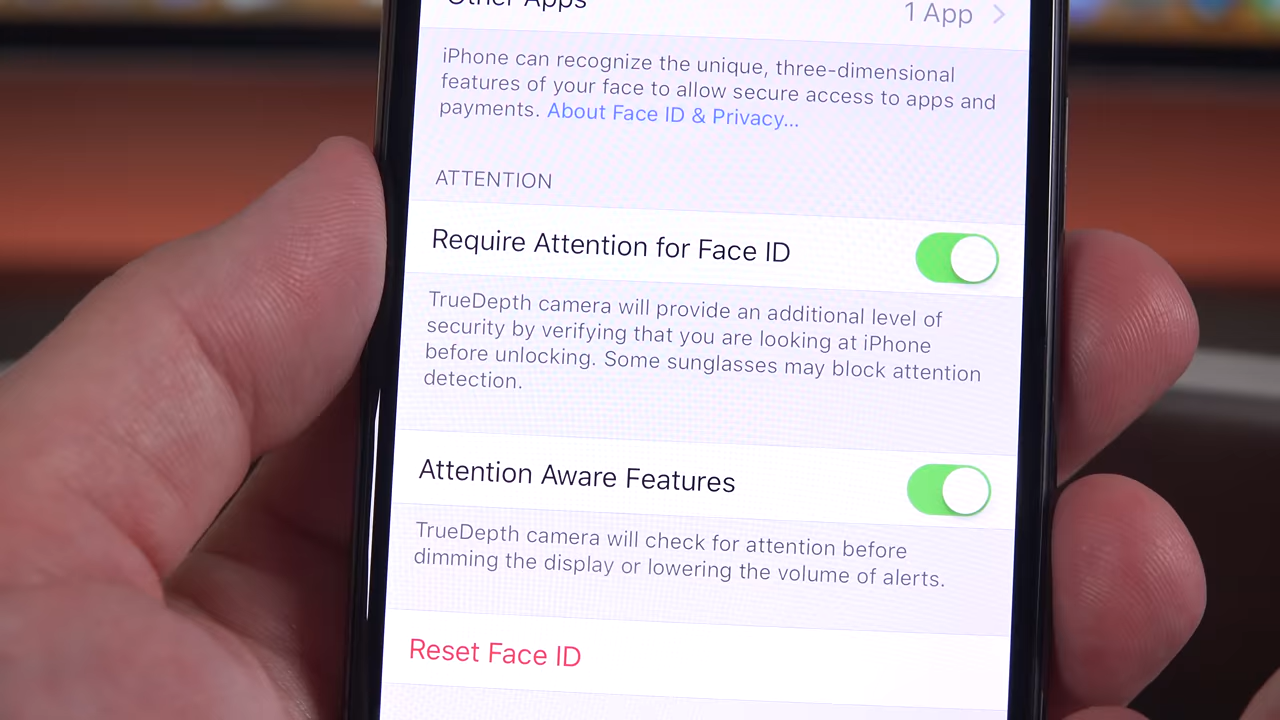 Other Apps 1 App
iPhone can recognize the unique, three-dimensional
features of your face to allow secure access to apps and
payments. About Face ID & Privacy...
ATTENTION
Require Attention for Face ID
TrueDepth camera will provide an additional level of
security by verifying that you are looking at iPhone
before unlocking. Some sunglasses may block attention
detection.
Attention Aware Features
TrueDepth camera will check for attention before
dimming the display or lowering the volume of alerts.
Reset Face ID